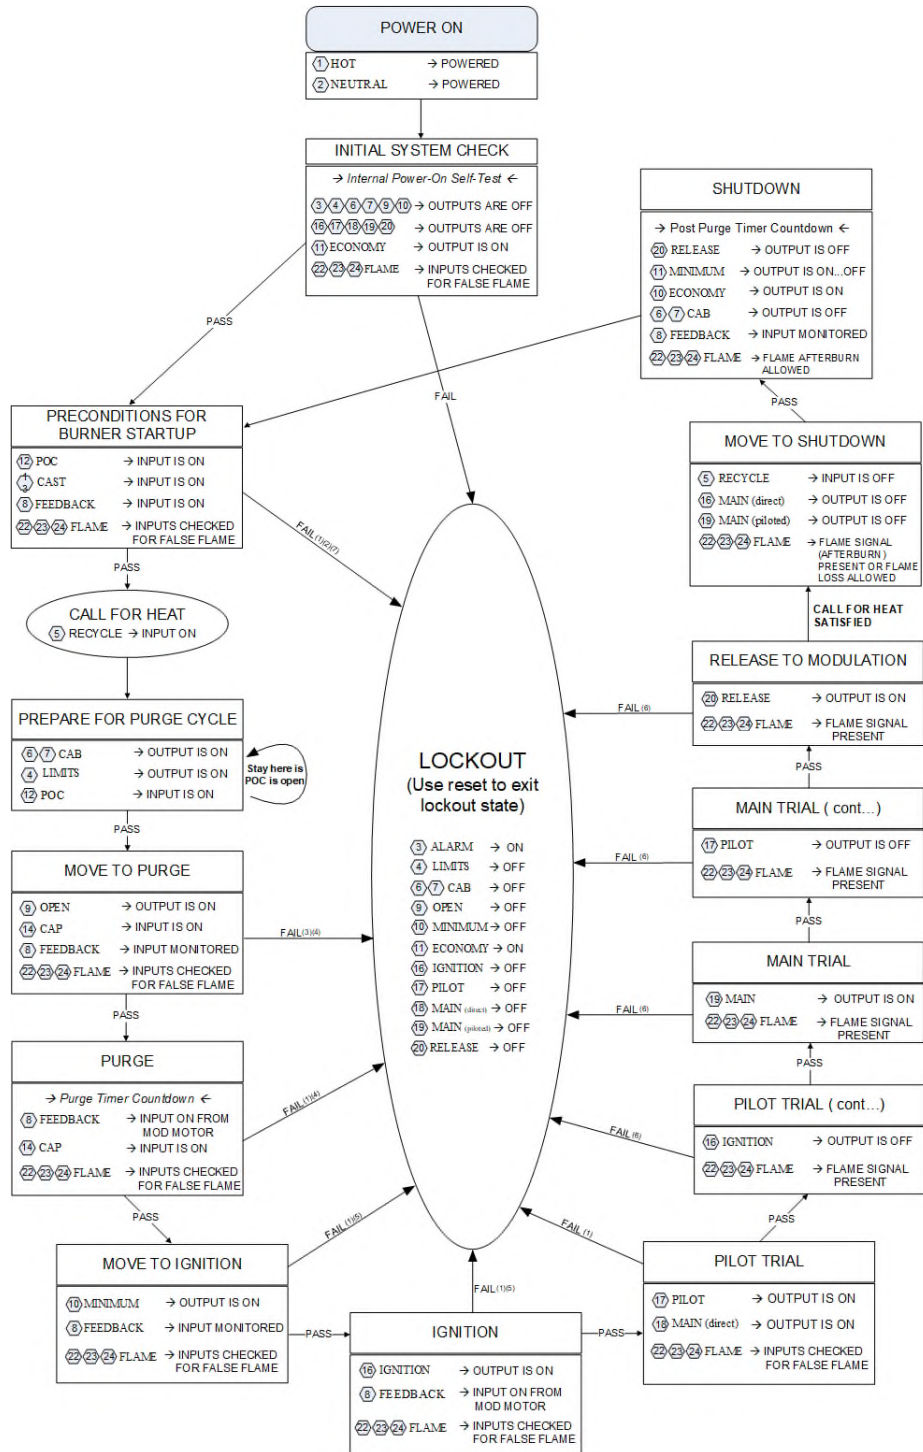 POWER ON
1 HOT → POWERED
2 NEUTRAL → POWERED
INITIAL SYSTEM CHECK
→ Internal Power-On Self-Test ←
3 4 6 7 9 10 → OUTPUTS ARE OFF
16 17 18 19 20 → OUTPUTS ARE OFF
11 ECONOMY → OUTPUT IS ON
22 23 24 FLAME → INPUTS CHECKED
FOR FALSE FLAME
PASS
FAIL
PRECONDITIONS FOR
BURNER STARTUP
12 POC → INPUT IS ON
13 CAST → INPUT IS ON
8 FEEDBACK → INPUT IS ON
22 23 24 FLAME → INPUTS CHECKED
FOR FALSE FLAME
FAIL (1)(2)(7)
PASS
CALL FOR HEAT
5 RECYCLE → INPUT ON
PREPARE FOR PURGE CYCLE
6 7 CAB → OUTPUT IS ON
4 LIMITS → OUTPUT IS ON
12 POC → INPUT IS ON
Stay here is
POC is open
PASS
MOVE TO PURGE
9 OPEN → OUTPUT IS ON
14 CAP → INPUT IS ON
8 FEEDBACK → INPUT MONITORED
22 23 24 FLAME → INPUTS CHECKED
FOR FALSE FLAME
FAIL(3)(4)
PASS
PURGE
→ Purge Timer Countdown ←
8 FEEDBACK → INPUT ON FROM
MOD MOTOR
14 CAP → INPUT IS ON
22 23 24 FLAME → INPUTS CHECKED
FOR FALSE FLAME
FAIL(1)(4)
PASS
MOVE TO IGNITION
10 MINIMUM → OUTPUT IS ON
8 FEEDBACK → INPUT MONITORED
22 23 24 FLAME → INPUTS CHECKED
FOR FALSE FLAME
FAIL(1)(5)
PASS
IGNITION
16 IGNITION → OUTPUT IS ON
8 FEEDBACK → INPUT ON FROM
MOD MOTOR
22 23 24 FLAME → INPUTS CHECKED
FOR FALSE FLAME
FAIL(1)(5)
PASS
PILOT TRIAL
17 PILOT → OUTPUT IS ON
18 MAIN (direct) → OUTPUT IS ON
22 23 24 FLAME → INPUTS CHECKED
FOR FALSE FLAME
FAIL (1)
PASS
PILOT TRIAL ( cont...)
16 IGNITION → OUTPUT IS OFF
22 23 24 FLAME → FLAME SIGNAL
PRESENT
FAIL(6)
PASS
MAIN TRIAL
19 MAIN → OUTPUT IS ON
22 23 24 FLAME → FLAME SIGNAL
PRESENT
FAIL (6)
PASS
MAIN TRIAL ( cont...)
17 PILOT → OUTPUT IS OFF
22 23 24 FLAME → FLAME SIGNAL
PRESENT
FAIL (6)
PASS
RELEASE TO MODULATION
20 RELEASE → OUTPUT IS ON
22 23 24 FLAME → FLAME SIGNAL
PRESENT
FAIL (6)
CALL FOR HEAT
SATISFIED
MOVE TO SHUTDOWN
5 RECYCLE → INPUT IS OFF
16 MAIN (direct) → OUTPUT IS OFF
19 MAIN (piloted) → OUTPUT IS OFF
22 23 24 FLAME → FLAME SIGNAL
(AFTERBURN)
PRESENT OR FLAME
LOSS ALLOWED
PASS
SHUTDOWN
→ Post Purge Timer Countdown ←
20 RELEASE → OUTPUT IS OFF
11 MINIMUM → OUTPUT IS ON...OFF
10 ECONOMY → OUTPUT IS ON
6 7 CAB → OUTPUT IS OFF
8 FEEDBACK → INPUT MONITORED
22 23 24 FLAME → FLAME AFTERBURN
ALLOWED
LOCKOUT
(Use reset to exit
lockout state)
3 ALARM → ON
4 LIMITS → OFF
6 7 CAB → OFF
9 OPEN → OFF
10 MINIMUM → OFF
11 ECONOMY → ON
16 IGNITION → OFF
17 PILOT → OFF
18 MAIN (direct) → OFF
19 MAIN (piloted) → OFF
20 RELEASE → OFF